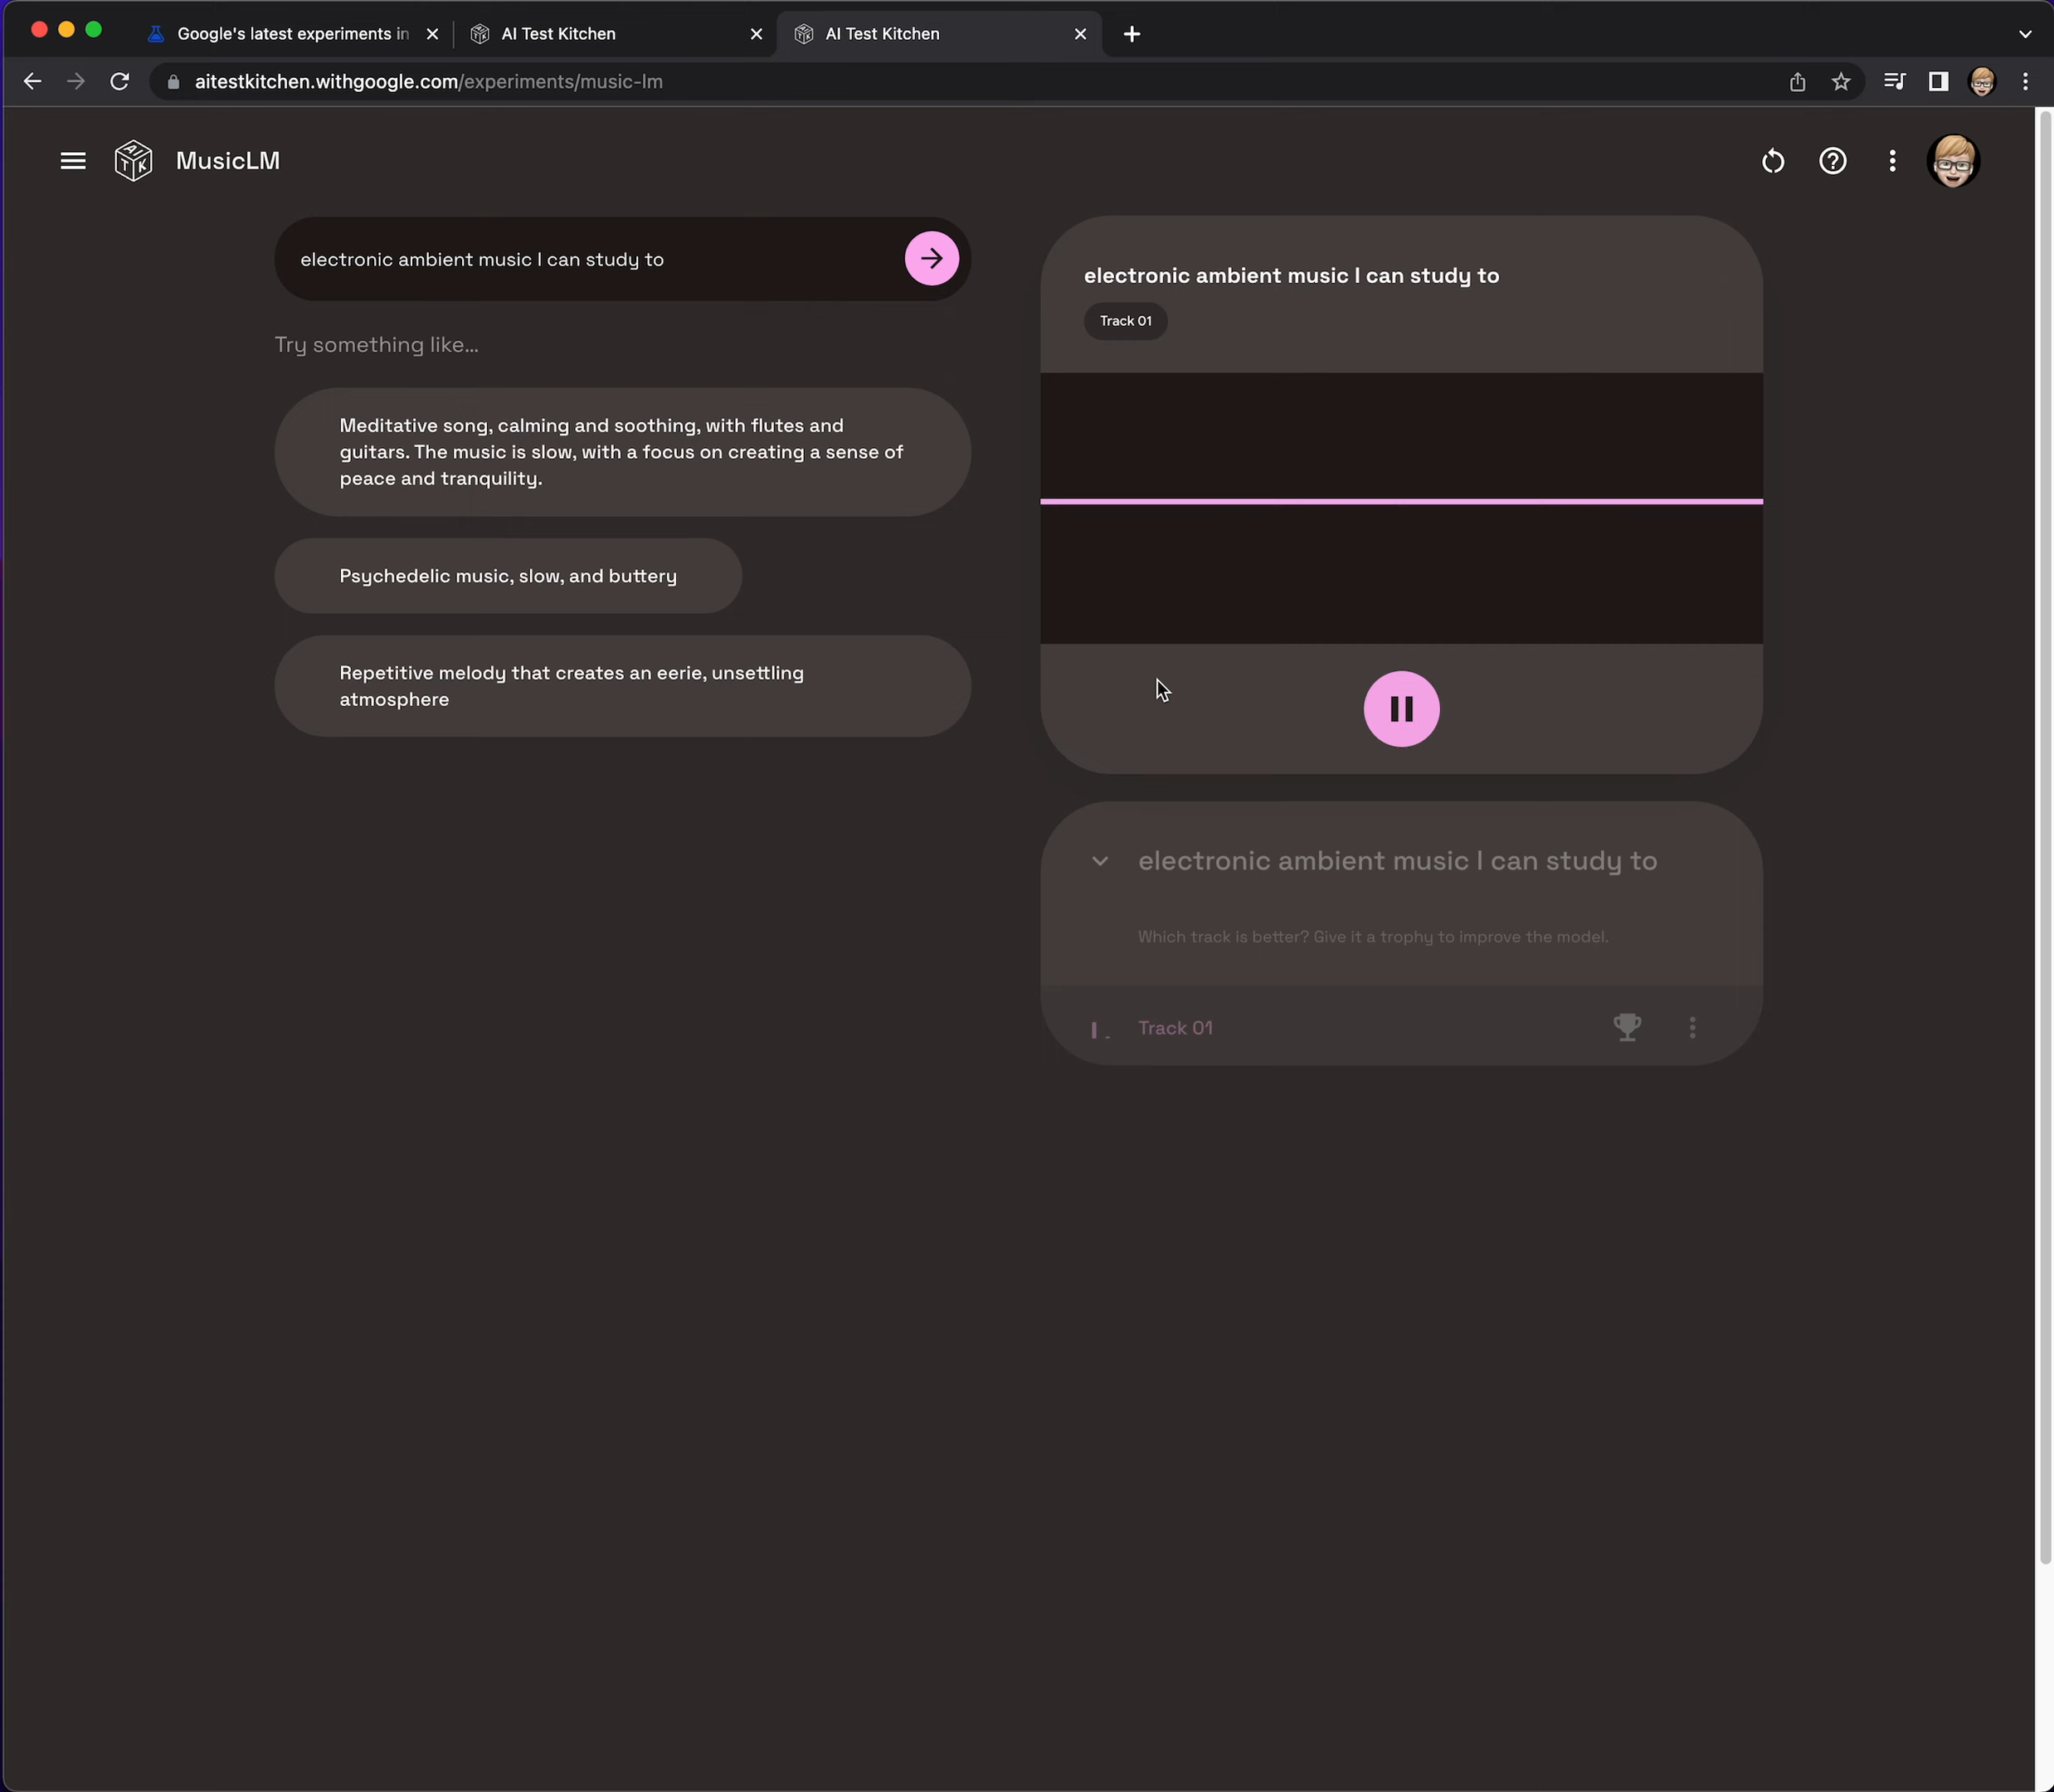 Google's latest experiments in
AI Test Kitchen
AI Test Kitchen
aitestkitchen.withgoogle.com/experiments/music-lm
A I T K
MusicLM
electronic ambient music I can study to
Try something like...
Meditative song, calming and soothing, with flutes and
guitars. The music is slow, with a focus on creating a sense of
peace and tranquility.
Psychedelic music, slow, and buttery
Repetitive melody that creates an eerie, unsettling
atmosphere
electronic ambient music I can study to
Track 01
electronic ambient music I can study to
Which track is better? Give it a trophy to improve the model.
Track 01